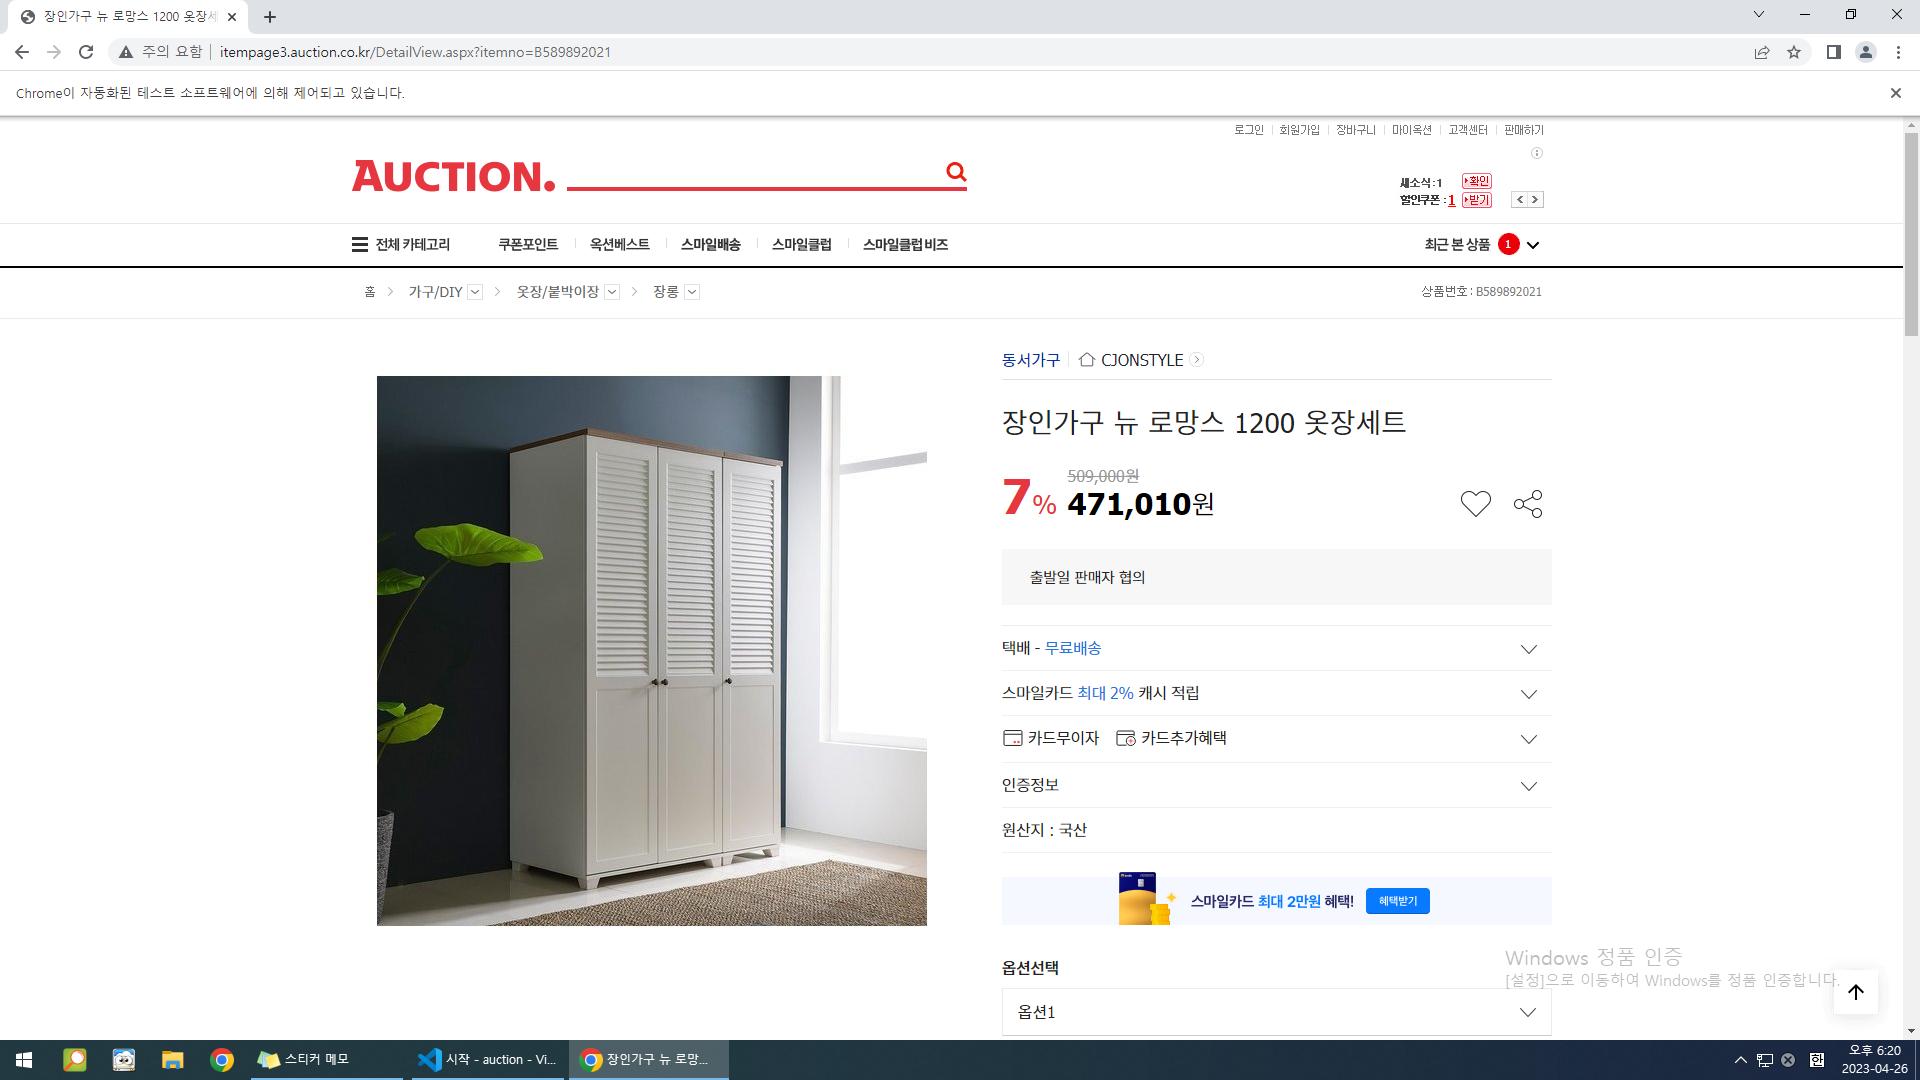 장인가구 뉴 로망스 1200 옷장세
주의 요함 itempage3.auction.co.kr/DetailView.aspx?itemno=B589892021
Chrome이 자동화된 테스트 소프트웨어에 의해 제어되고 있습니다.
로그인 회원가입 장바구니 마이옥션 고객센터 판매하기
AUCTION.
새소식 : 1 확인
할인쿠폰 : 1 받기
전체 카테고리 쿠폰포인트 옥션베스트 스마일배송 스마일클럽 스마일클럽 비즈 최근 본 상품 1
홈 가구/DIY 옷장/붙박이장 장롱 상품번호 : B589892021
동서가구 CJONSTYLE
장인가구 뉴 로망스 1200 옷장세트
509,000원
7% 471,010원
출발일 판매자 협의
택배 - 무료배송
스마일카드 최대 2% 캐시 적립
카드무이자 카드추가혜택
인증정보
원산지 : 국산
스마일카드 최대 2만원 혜택! 혜택받기
옵션선택
옵션1
Windows 정품 인증
[설정]으로 이동하여 Windows를 정품 인증합니다.
스티커 메모 시작 - auction - Vi... 장인가구 뉴 로망... 한 오후 6:20
2023-04-26